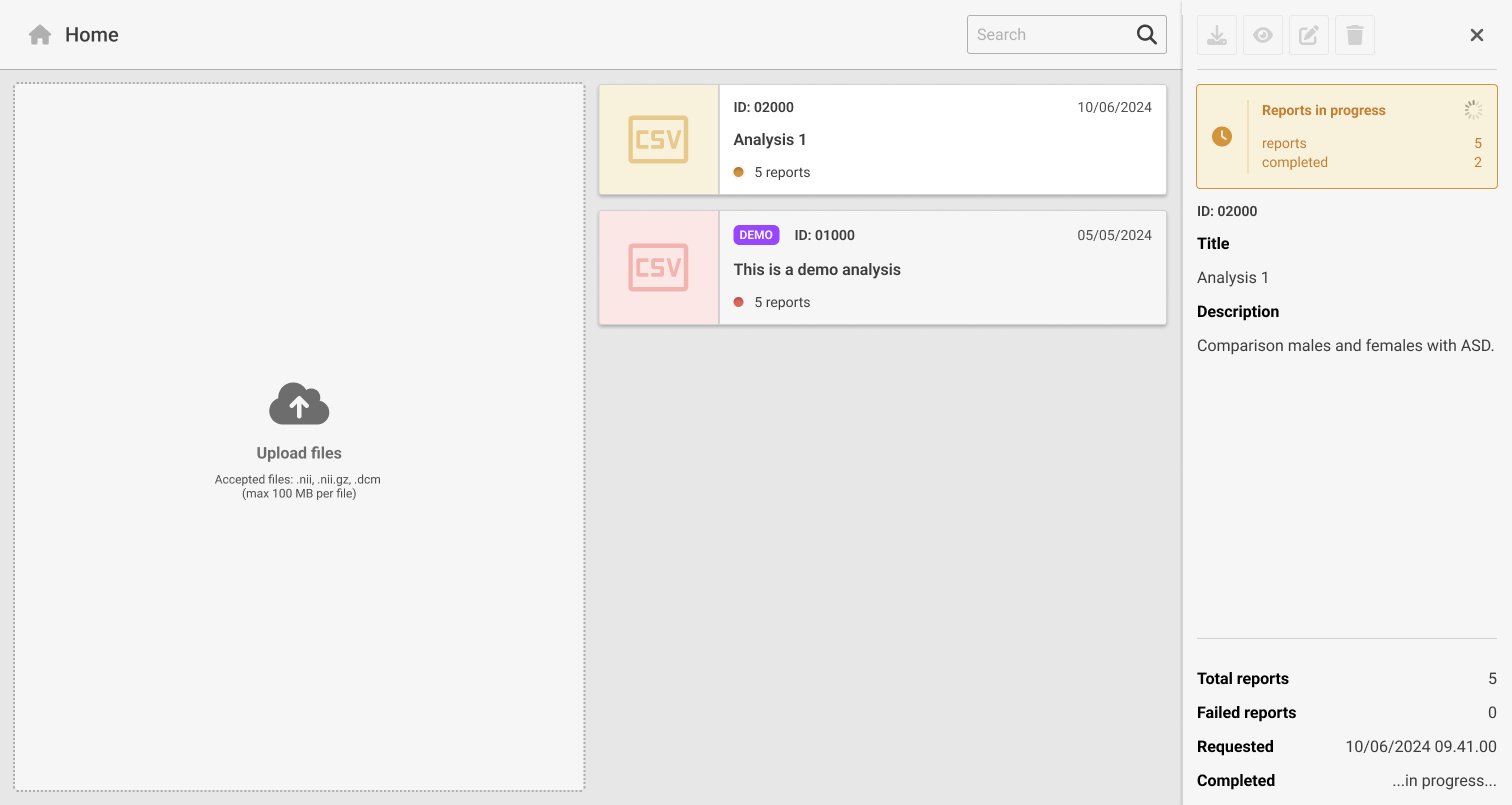 Home
Search
Upload files
Accepted files: .nii, .nii.gz, .dcm
(max 100 MB per file)
CSV
ID: 02000 10/06/2024
Analysis 1
5 reports
CSV
DEMO ID: 01000 05/05/2024
This is a demo analysis
5 reports
Reports in progress
reports 5
completed 2
ID: 02000
Title
Analysis 1
Description
Comparison males and females with ASD.
Total reports 5
Failed reports 0
Requested 10/06/2024 09.41.00
Completed ...in progress...